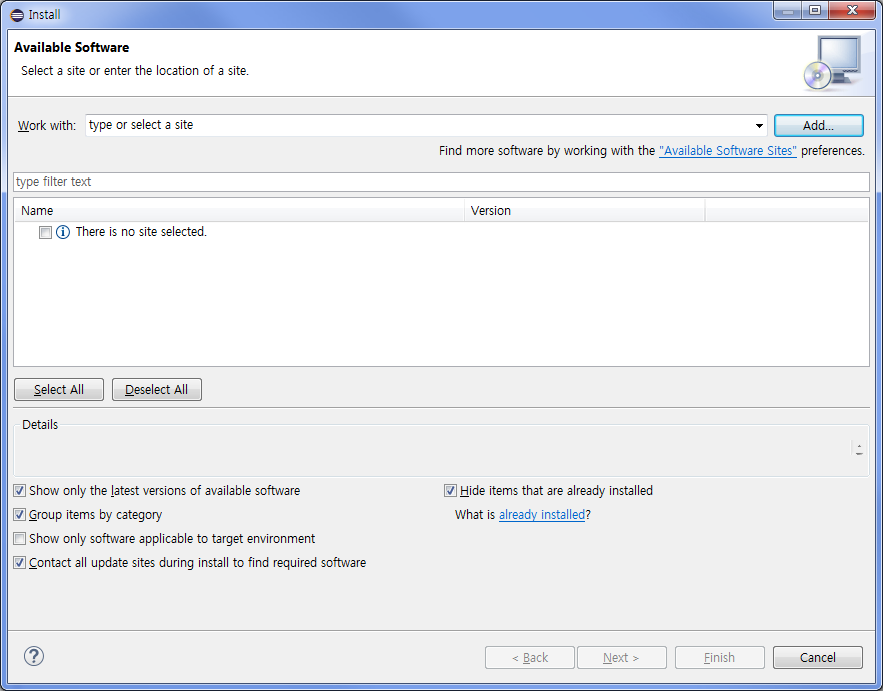 Install
Available Software
Select a site or enter the location of a site.
Work with: type or select a site Add...
Find more software by working with the "Available Software Sites" preferences.
type filter text
Name Version
There is no site selected.
Select All Deselect All
Details
Show only the latest versions of available software Hide items that are already installed
Group items by category What is already installed?
Show only software applicable to target environment
Contact all update sites during install to find required software
? < Back Next > Finish Cancel